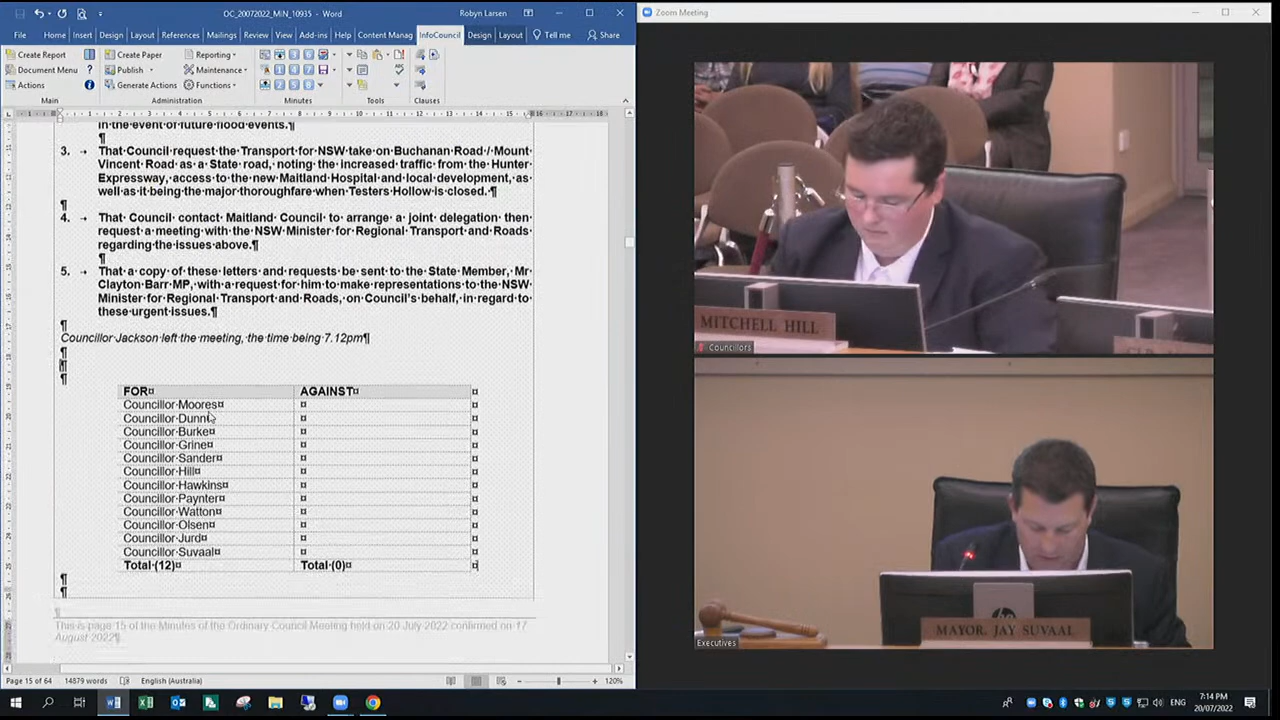 OC_20072022_MIN_10935 - Word
Robyn Larsen
Zoom Meeting
File Home Insert Design Layout References Mailings Review View Add-ins Help Content Manag InfoCouncil Design Layout Tell me Share
Create Report Create Paper Reporting
Document Menu Publish Maintenance
Actions Generate Actions Functions
Main Administration Minutes Tools Clauses
in the event of future flood events.¶
¶
3. → That Council request the Transport for NSW take on Buchanan Road / Mount
Vincent Road as a State road, noting the increased traffic from the Hunter
Expressway, access to the new Maitland Hospital and local development, as
well as it being the major thoroughfare when Testers Hollow is closed.¶
¶
4. → That Council contact Maitland Council to arrange a joint delegation then
request a meeting with the NSW Minister for Regional Transport and Roads
regarding the issues above.¶
¶
5. → That a copy of these letters and requests be sent to the State Member, Mr
Clayton Barr MP, with a request for him to make representations to the NSW
Minister for Regional Transport and Roads, on Council's behalf, in regard to
these urgent issues.¶
¶
Councillor Jackson left the meeting, the time being 7.12pm¶
¶
¶
¶
FOR¤ AGAINST¤ ¤
Councillor Moores¤ ¤ ¤
Councillor Dunn¤ ¤ ¤
Councillor Burke¤ ¤ ¤
Councillor Grine¤ ¤ ¤
Councillor Sander¤ ¤ ¤
Councillor Hill¤ ¤ ¤
Councillor Hawkins¤ ¤ ¤
Councillor Paynter¤ ¤ ¤
Councillor Watton¤ ¤ ¤
Councillor Olsen¤ ¤ ¤
Councillor Jurd¤ ¤ ¤
Councillor Suvaal¤ ¤ ¤
Total (12)¤ Total (0)¤ ¤
¶
¶
¶
This is page 15 of the Minutes of the Ordinary Council Meeting held on 20 July 2022 confirmed on 17
August 2022¶
Page 15 of 64 14879 words English (Australia) 120%
MITCHELL HILL
Councillors
hp
MAYOR, JAY SUVAAL
Executives
ENG
7:14 PM
20/07/2022